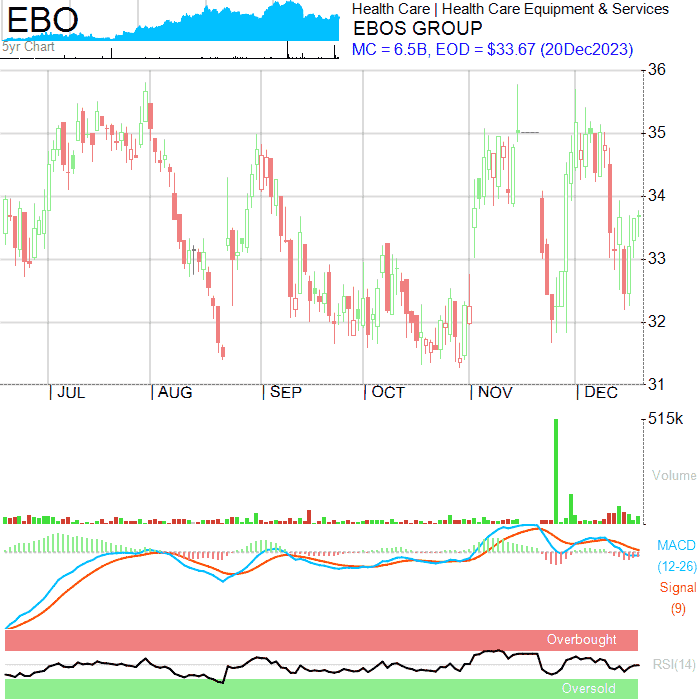 EBO
5yr Chart
Health Care | Health Care Equipment & Services
EBOS GROUP
MC = 6.5B, EOD = $33.67 (20Dec2023)
36
35
34
33
32
31
JUL
AUG
SEP
OCT
NOV
DEC
515k
Volume
MACD
(12-26)
Signal
(9)
Overbought
RSI(14)
Oversold